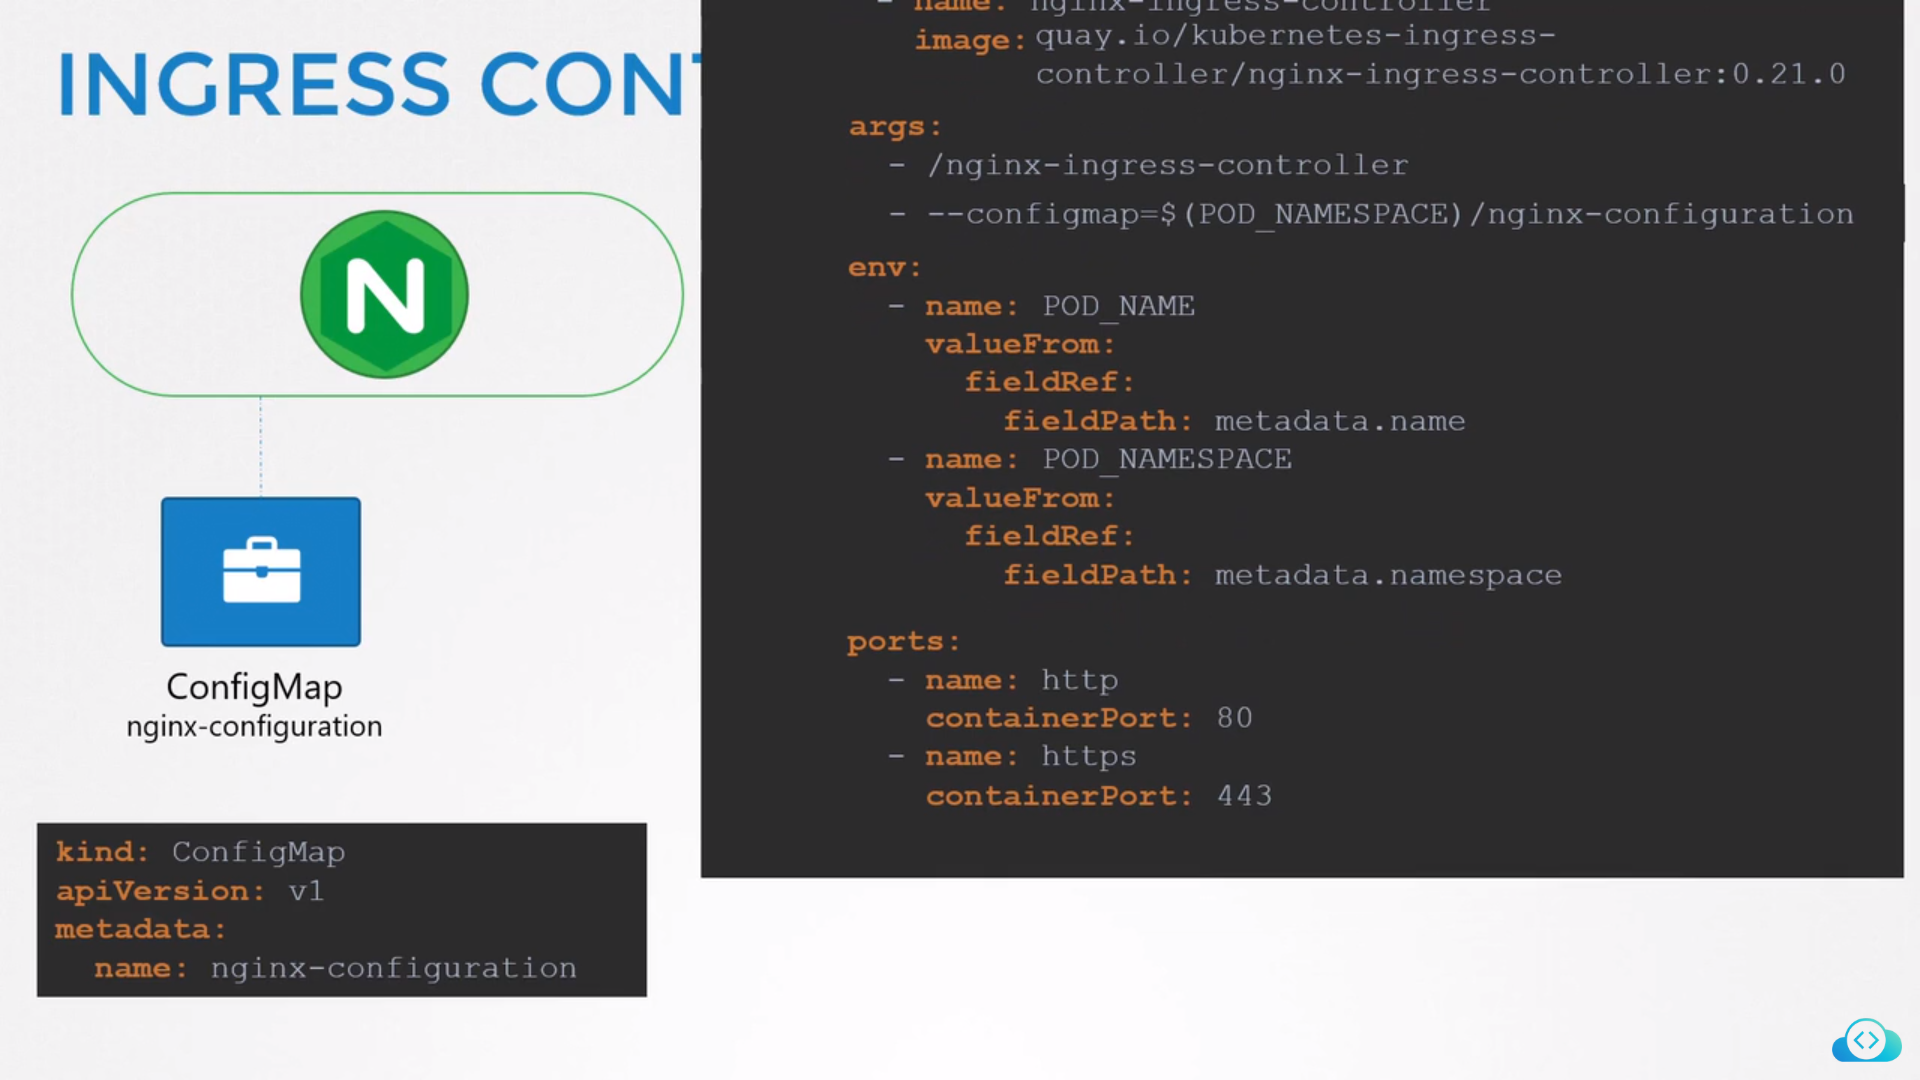 INGRESS CON
N
ConfigMap
nginx-configuration
kind: ConfigMap
apiVersion: v1
metadata:
  name: nginx-configuration
- name: nginx-ingress-controller
image: quay.io/kubernetes-ingress-
controller/nginx-ingress-controller:0.21.0
args:
  - /nginx-ingress-controller
  - --configmap=$(POD_NAMESPACE)/nginx-configuration
env:
  - name: POD_NAME
    valueFrom:
      fieldRef:
        fieldPath: metadata.name
  - name: POD_NAMESPACE
    valueFrom:
      fieldRef:
        fieldPath: metadata.namespace
ports:
  - name: http
    containerPort: 80
  - name: https
    containerPort: 443